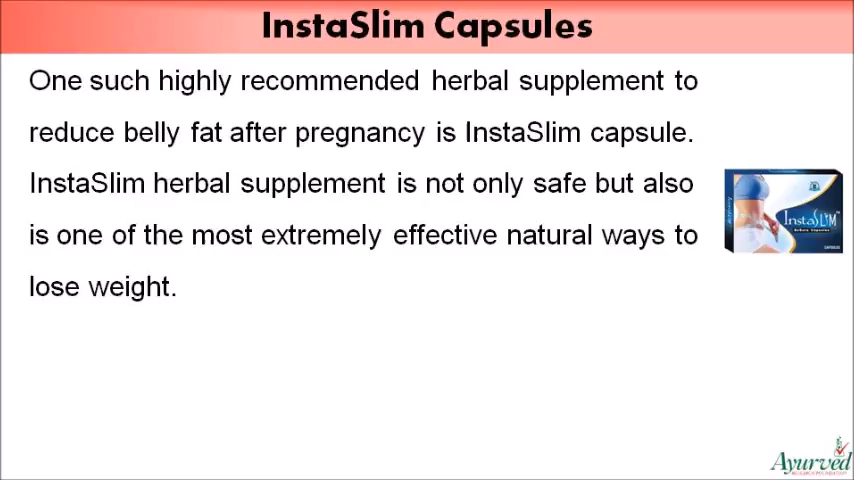 InstaSlim Capsules
One such highly recommended herbal supplement to
reduce belly fat after pregnancy is InstaSlim capsule.
InstaSlim herbal supplement is not only safe but also
is one of the most extremely effective natural ways to
lose weight.
INSTASLIM
CAPSULES
Ayurved